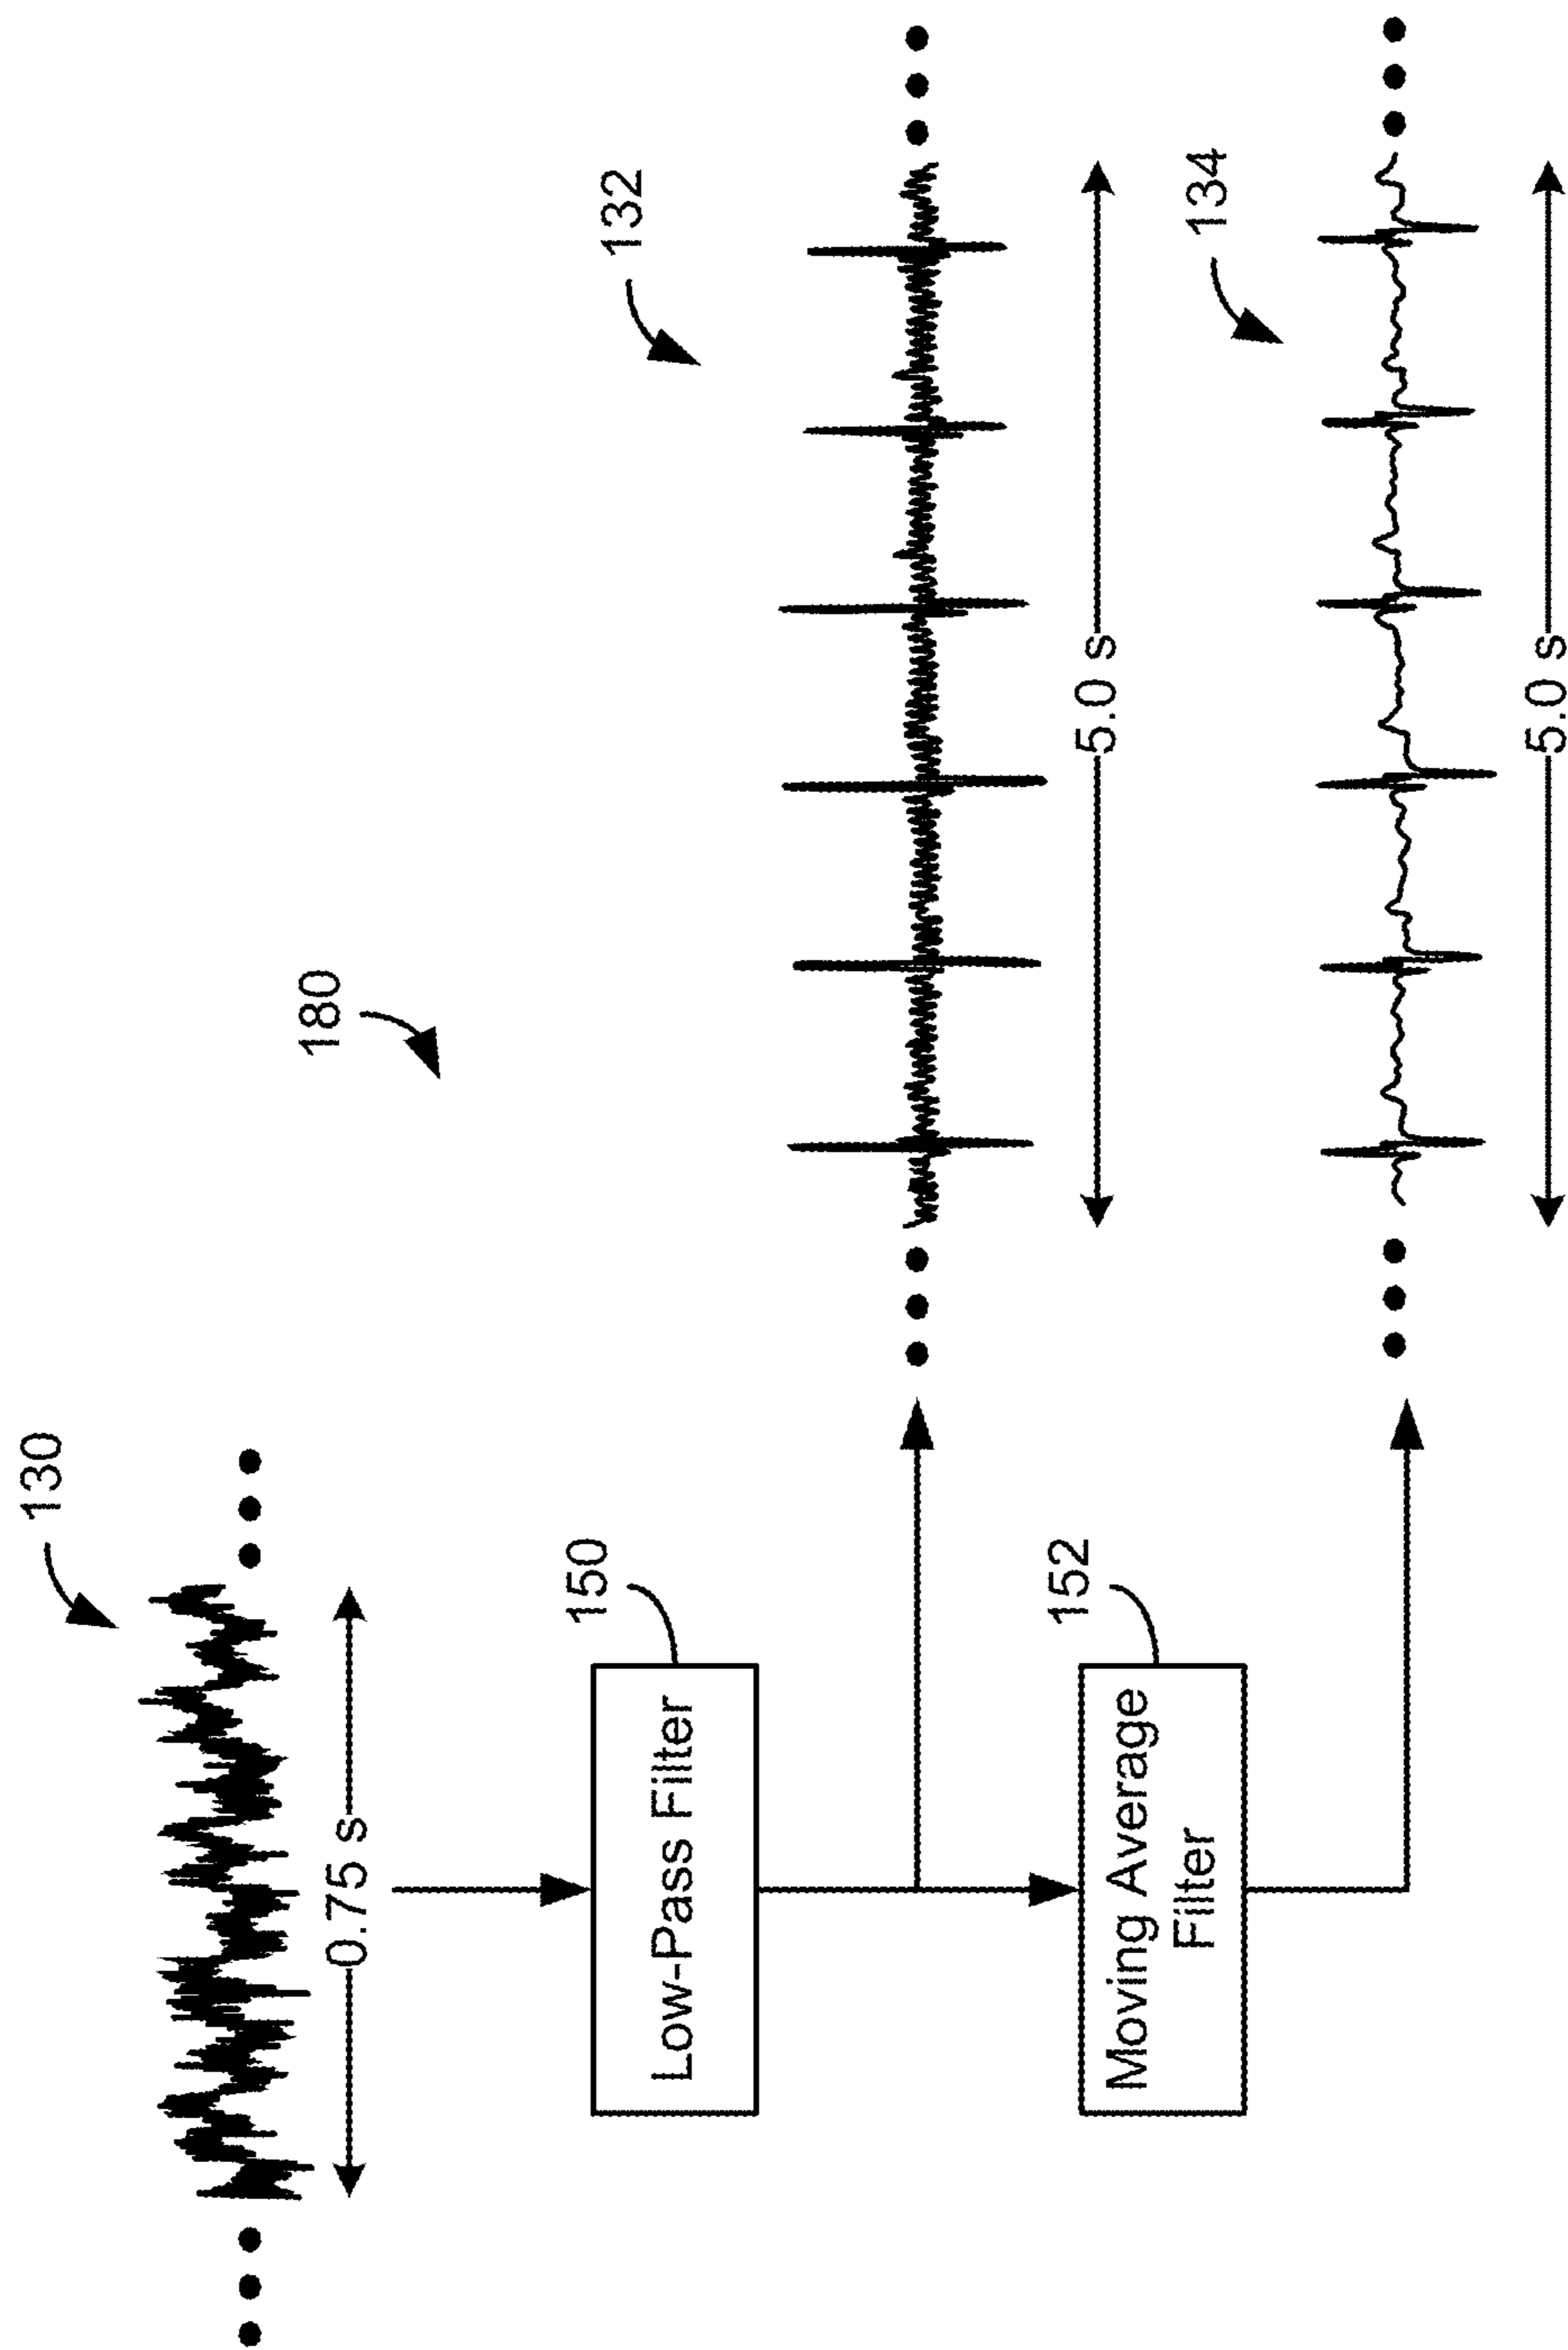 130
0.75 s
180
150
Low-Pass Filter
132
5.0 s
152
Moving Average
Filter
134
5.0 s